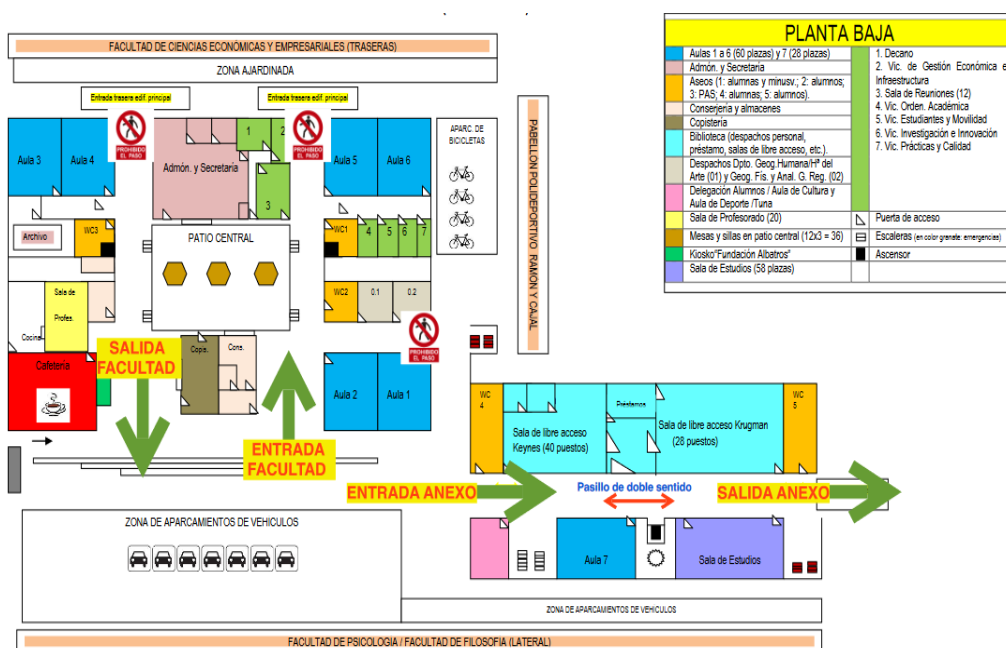 FACULTAD DE CIENCIAS ECONÓMICAS Y EMPRESARIALES (TRASERAS)
ZONA AJARDINADA
Entrada trasera edif. principal
Entrada trasera edif. principal
PROHIBIDO
EL PASO
PROHIBIDO
EL PASO
Aula 3
Aula 4
Admón. y Secretaría
1
2
3
Aula 5
Aula 6
APARC. DE
BICICLETAS
PABELLON POLIDEPORTIVO RAMON Y CAJAL
Archivo
WC3
PATIO CENTRAL
WC1
4
5
6
7
Sala de
Profes.
WC2
0.1
0.2
Cocina
Cafetería
SALIDA
FACULTAD
Copis.
Cons.
PROHIBIDO
EL PASO
Aula 2
Aula 1
ENTRADA
FACULTAD
PLANTA BAJA
Aulas 1 a 6 (60 plazas) y 7 (28 plazas)
Admón. y Secretaría
Aseos (1: alumnas y minusv.; 2: alumnos;
3: PAS; 4: alumnas; 5: alumnos).
Conserjería y almacenes
Copistería
Biblioteca (despachos personal,
préstamo, salas de libre acceso, etc.).
Despachos Dpto. Geog.Humana/Hª del
Arte (01) y Geog. Fís. y Anal. G. Reg. (02)
Delegación Alumnos / Aula de Cultura y
Aula de Deporte /Tuna
Sala de Profesorado (20)
Mesas y sillas en patio central (12x3 = 36)
Kiosko"Fundación Albatros"
Sala de Estudios (58 plazas)
1. Decano
2. Vic. de Gestión Económica e
Infraestructura
3. Sala de Reuniones (12)
4. Vic. Orden. Académica
5. Vic. Estudiantes y Movilidad
6. Vic. Investigación e Innovación
7. Vic. Prácticas y Calidad
Puerta de acceso
Escaleras (en color granate: emergencias)
Ascensor
WC
4
Préstamos
Sala de libre acceso
Keynes (40 puestos)
Sala de libre acceso Krugman
(28 puestos)
WC
5
ENTRADA ANEXO
Pasillo de doble sentido
SALIDA ANEXO
ZONA DE APARCAMIENTOS DE VEHICULOS
Aula 7
Sala de Estudios
ZONA DE APARCAMIENTOS DE VEHICULOS
FACULTAD DE PSICOLOGIA / FACULTAD DE FILOSOFIA (LATERAL)